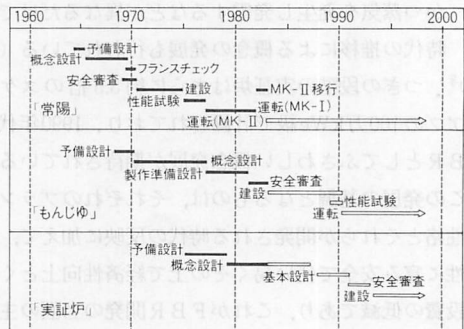 1960 1970 1980 1990 2000
予備設計
概念設計
フランスチェック
安全審査
建設
MK-Ⅱ移行
性能試験
運転(MK-Ⅰ)
「常陽」
運転(MK-Ⅱ)
予備設計
概念設計
製作準備設計
安全審査
建設
性能試験
「もんじゅ」
運転
予備設計
概念設計
基本設計
安全審査
建設
「実証炉」